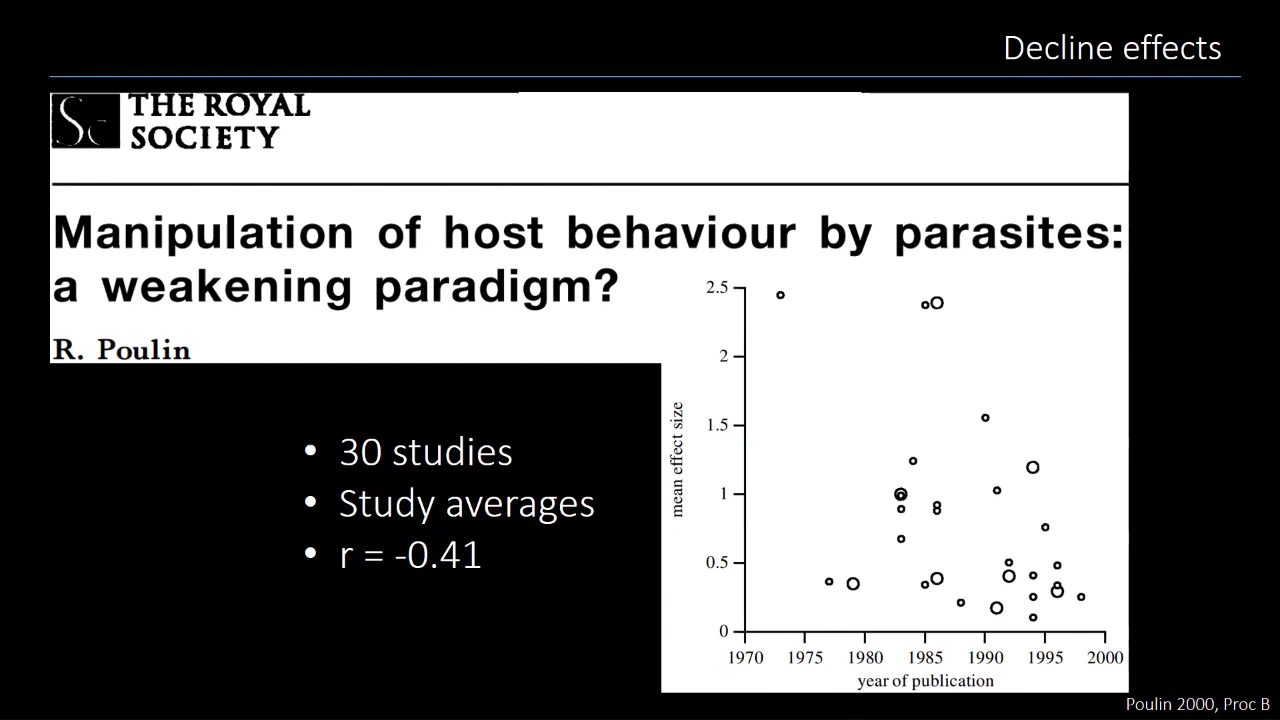 Decline effects
THE ROYAL
SOCIETY
Manipulation of host behaviour by parasites:
a weakening paradigm?
R. Poulin
• 30 studies
• Study averages
• r = -0.41
mean effect size
2.5
2
1.5
1
0.5
0
1970 1975 1980 1985 1990 1995 2000
year of publication
Poulin 2000, Proc B